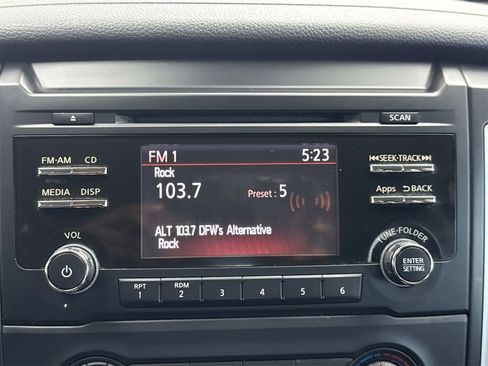 SCAN
FM·AM CD
MEDIA DISP
VOL
FM 1 5:23
Rock
103.7 Preset : 5
ALT 103.7 DFW's Alternative
Rock
SEEK·TRACK
Apps BACK
TUNE·FOLDER
ENTER
SETTING
RPT RDM
1 2 3 4 5 6